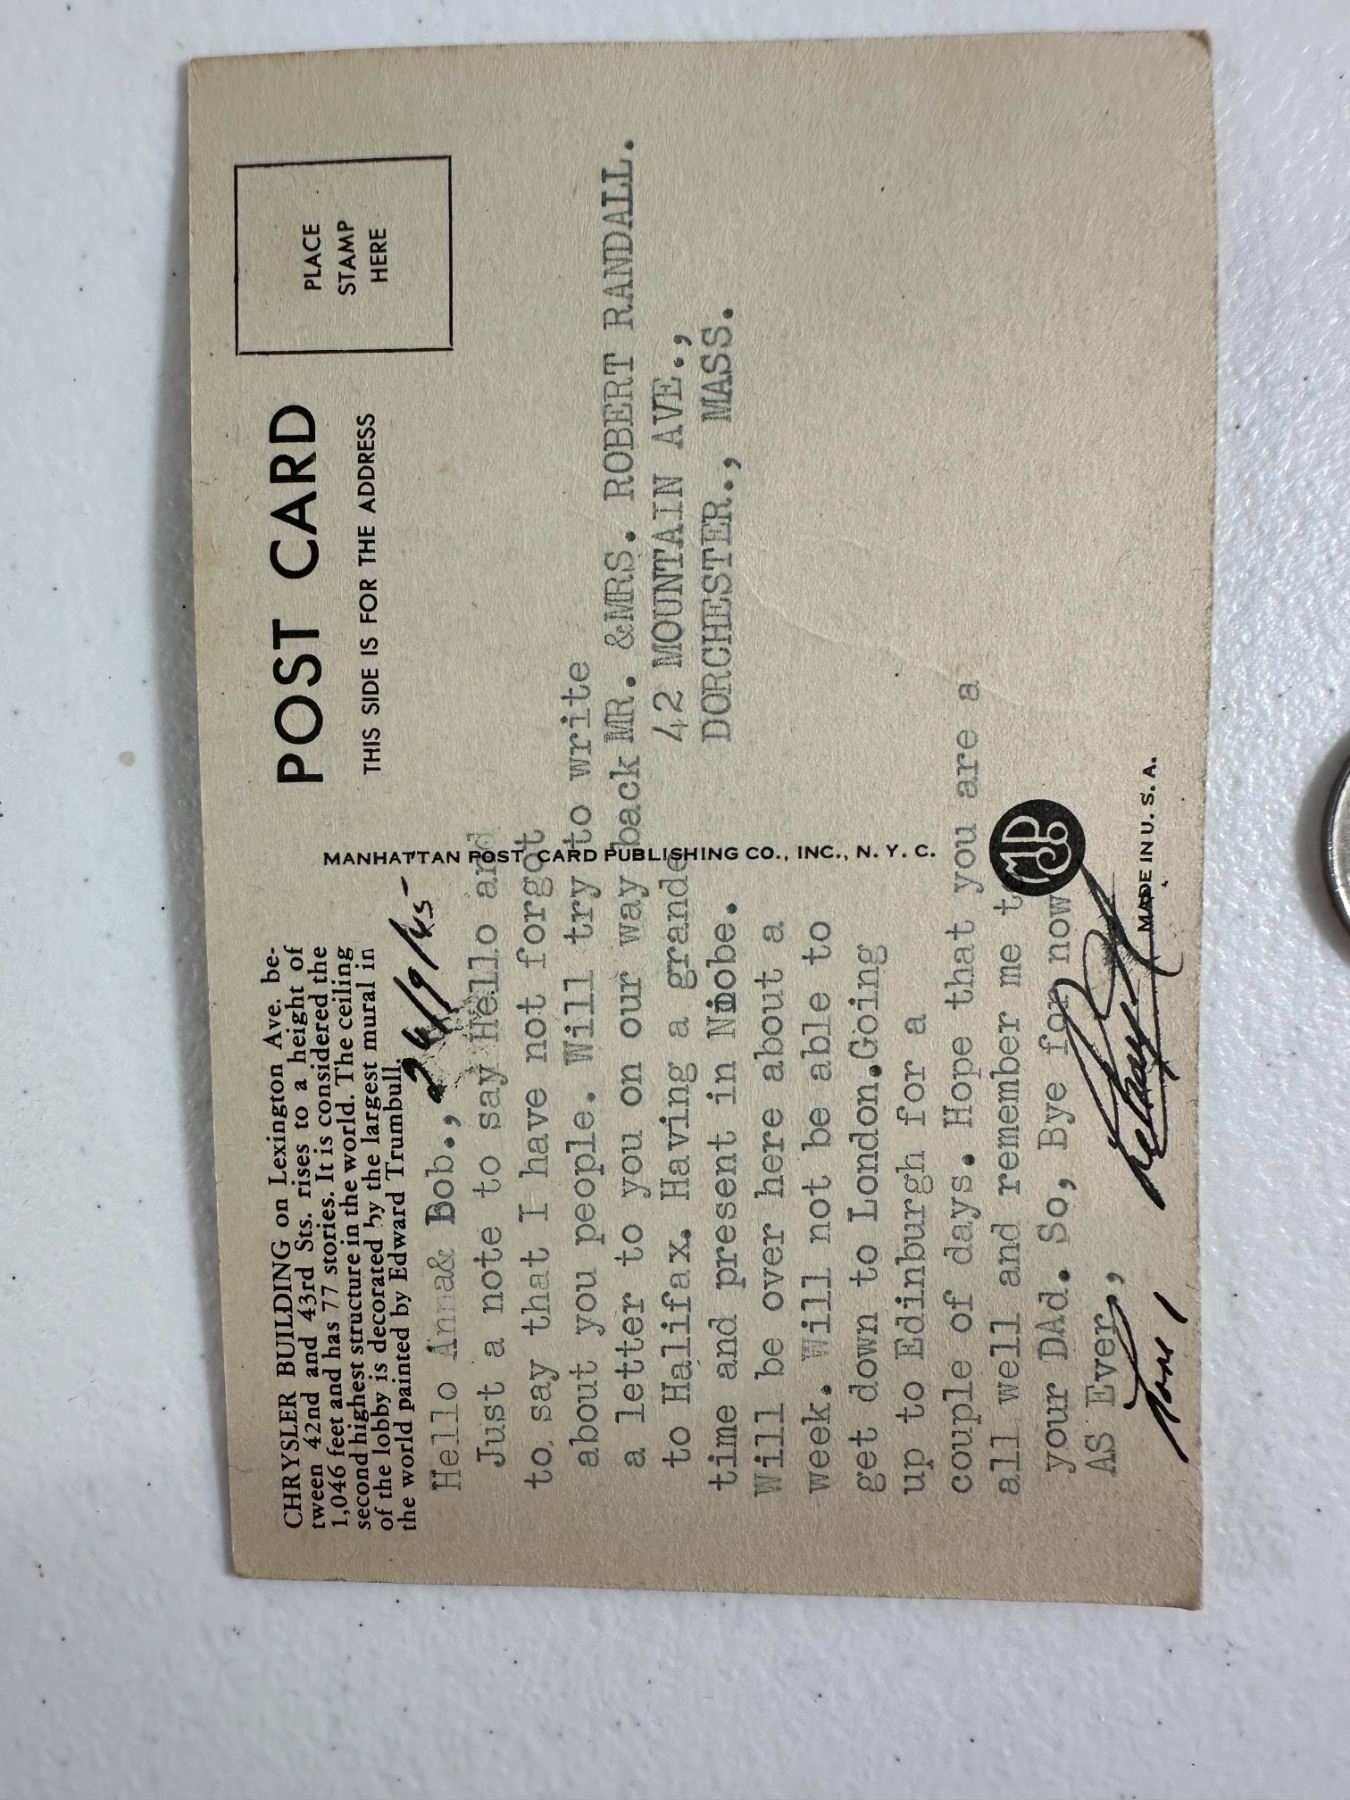 CHRYSLER BUILDING on Lexington Ave. be-
tween 42nd and 43rd Sts. rises to a height of
1,046 feet and has 77 stories. It is considered the
second highest structure in the world. The ceiling
of the lobby is decorated by the largest mural in
the world painted by Edward Trumbull.
24/9/45-
Hello Anna& Bob.,
Just a note to say Hello and
to say that I have not forgot
about you people. Will try to write
a letter to you on our way back
to Halifax. Having a grande
time and present in Niobe.
Will be over here about a
week. Will not be able to
get down to London.Going
up to Edinburgh for a
couple of days. Hope that you are a
all well and remember me t
your DAd. So, Bye for now
AS Ever,
MANHATTAN POST CARD PUBLISHING CO., INC., N. Y. C.
MADE IN U. S. A.
POST CARD
THIS SIDE IS FOR THE ADDRESS
PLACE
STAMP
HERE
MR. &MRS. ROBERT RANDALL.
42 MOUNTAIN AVE.,
DORCHESTER., MASS.